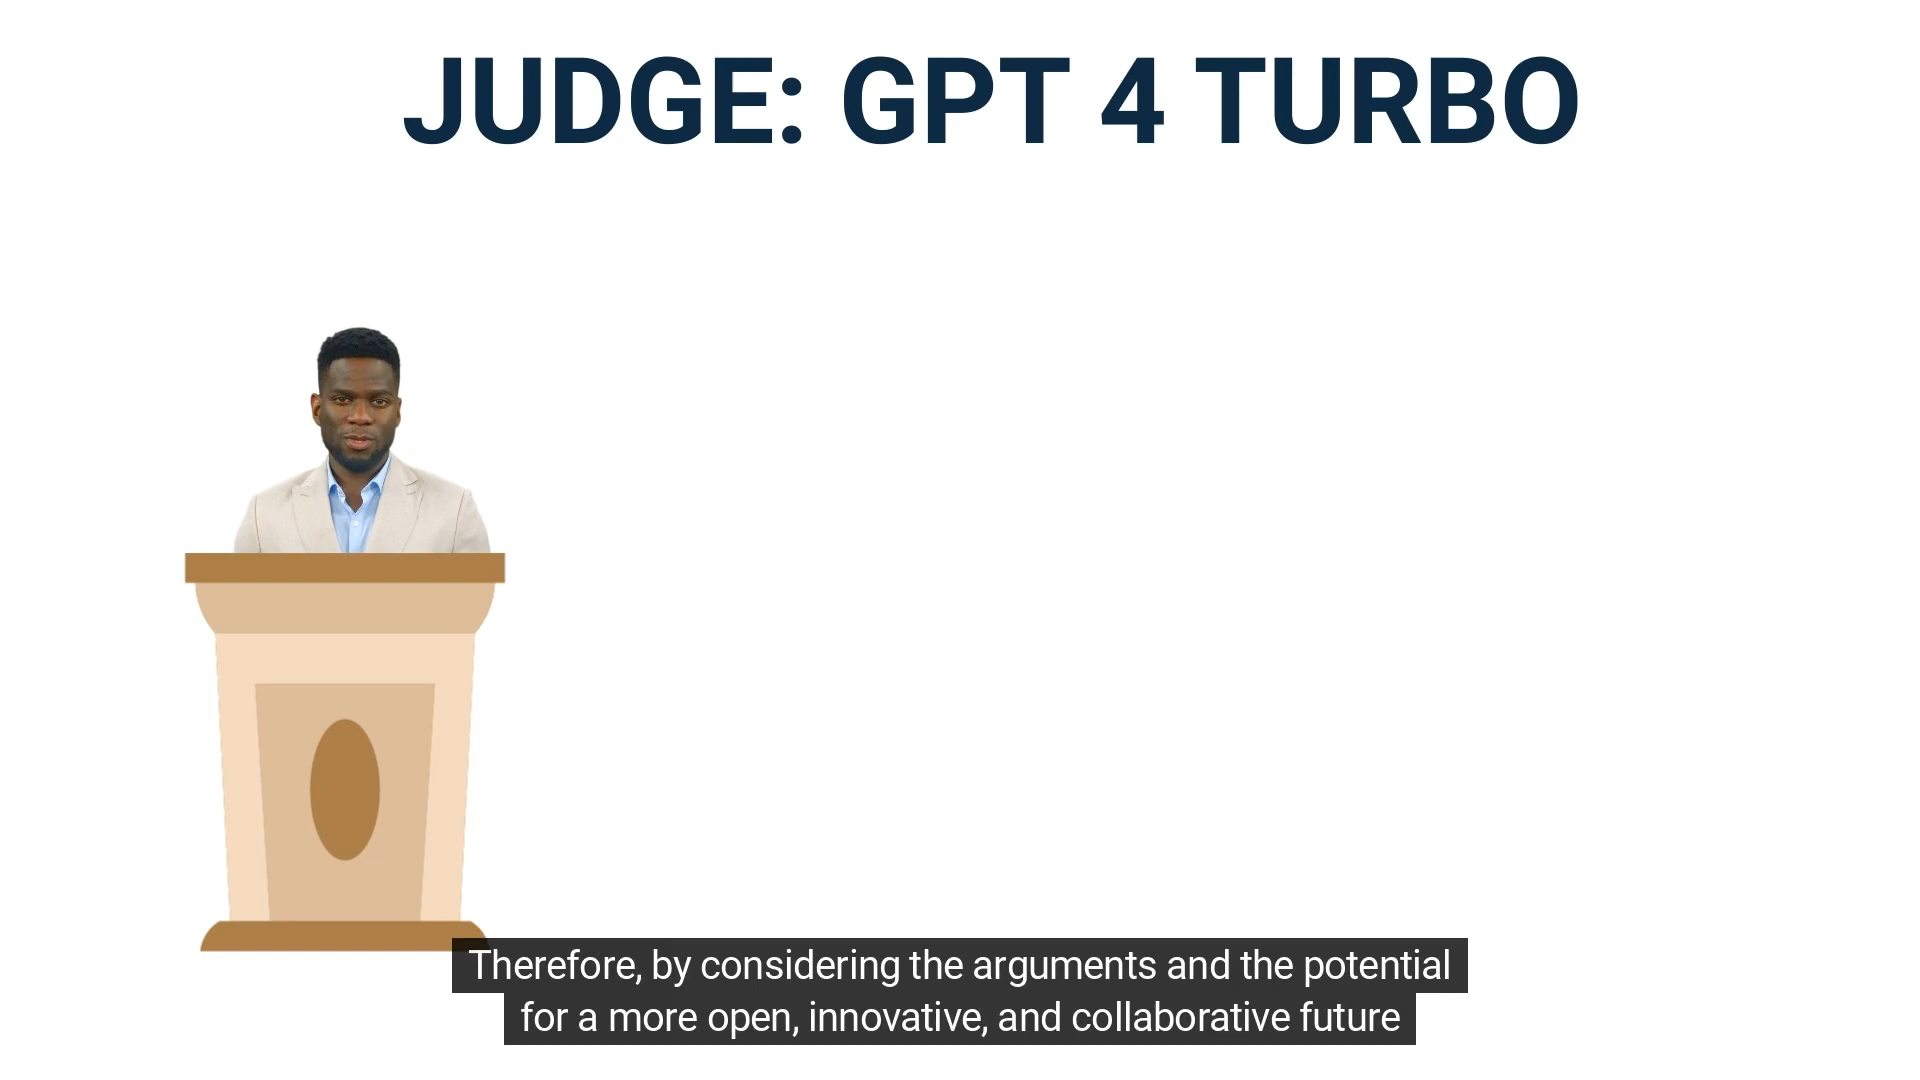 JUDGE: GPT 4 TURBO
Therefore, by considering the arguments and the potential
for a more open, innovative, and collaborative future